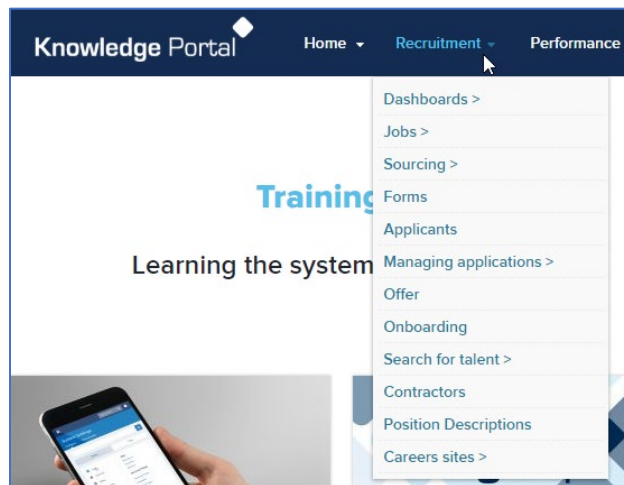 Knowledge Portal
Home
Recruitment
Performance
Dashboards >
Jobs >
Sourcing >
Forms
Applicants
Managing applications >
Offer
Onboarding
Search for talent >
Contractors
Position Descriptions
Careers sites >
Training
Learning the system